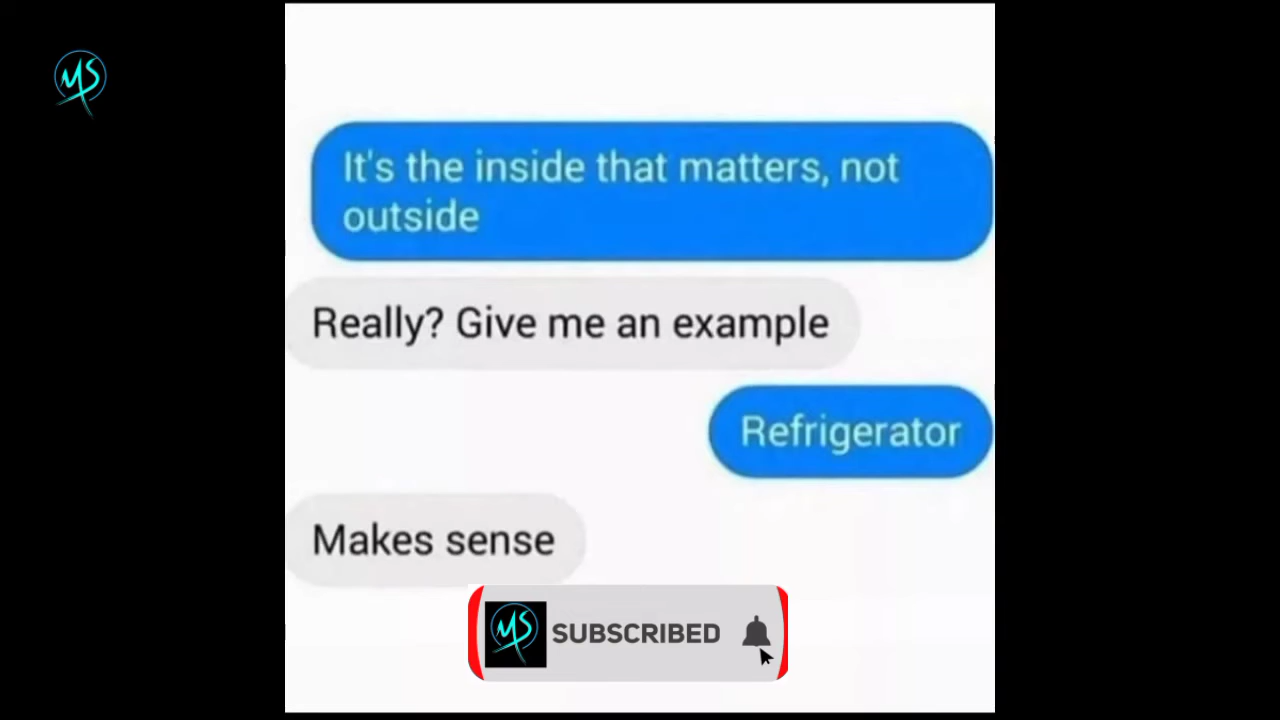 MS
It's the inside that matters, not
outside
Really? Give me an example
Refrigerator
Makes sense
MS SUBSCRIBED